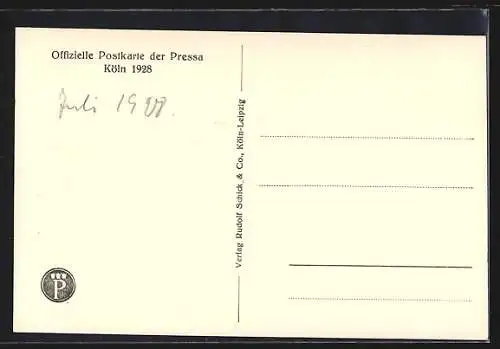 Offizielle Postkarte der Pressa
Köln 1928
Juli 1928.
Verlag Rudolf Schick & Co., Köln-Leipzig
P